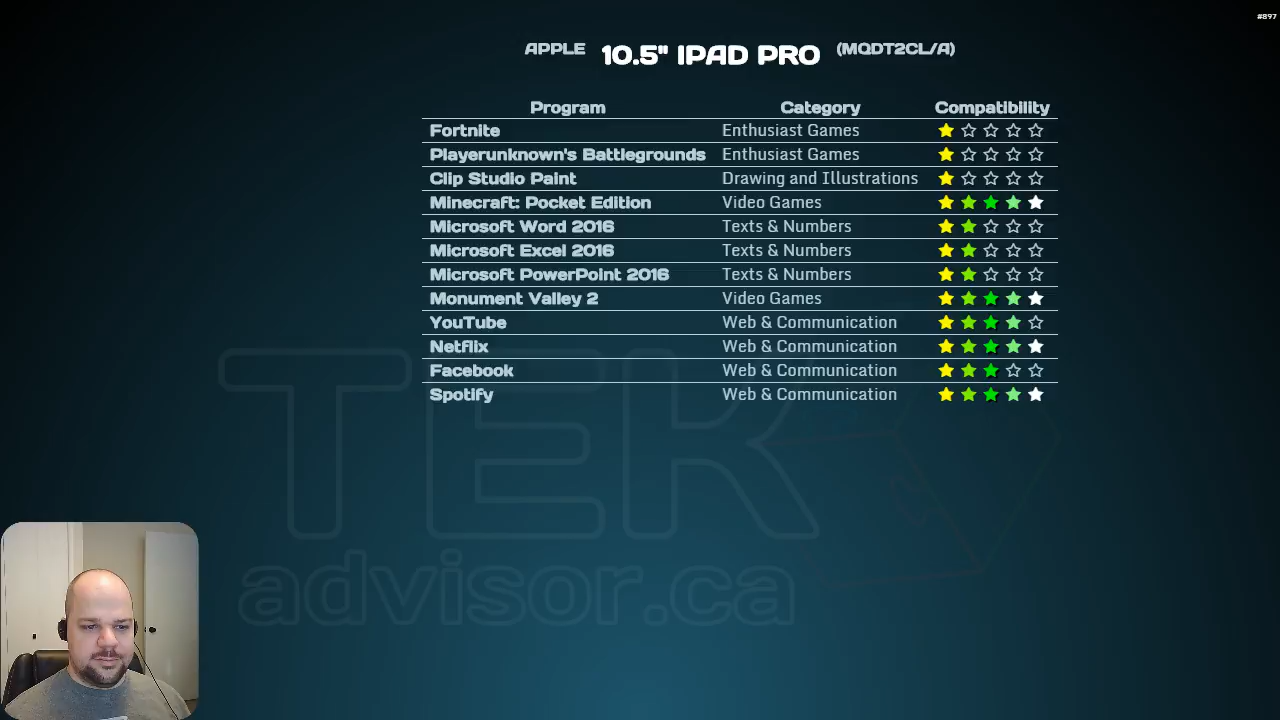 #897
APPLE 10.5" IPAD PRO (MQDT2CL/A)
Program Category Compatibility
Fortnite Enthusiast Games
Playerunknown's Battlegrounds Enthusiast Games
Clip Studio Paint Drawing and Illustrations
Minecraft: Pocket Edition Video Games
Microsoft Word 2016 Texts & Numbers
Microsoft Excel 2016 Texts & Numbers
Microsoft PowerPoint 2016 Texts & Numbers
Monument Valley 2 Video Games
YouTube Web & Communication
Netflix Web & Communication
Facebook Web & Communication
Spotify Web & Communication
TEK
advisor.ca